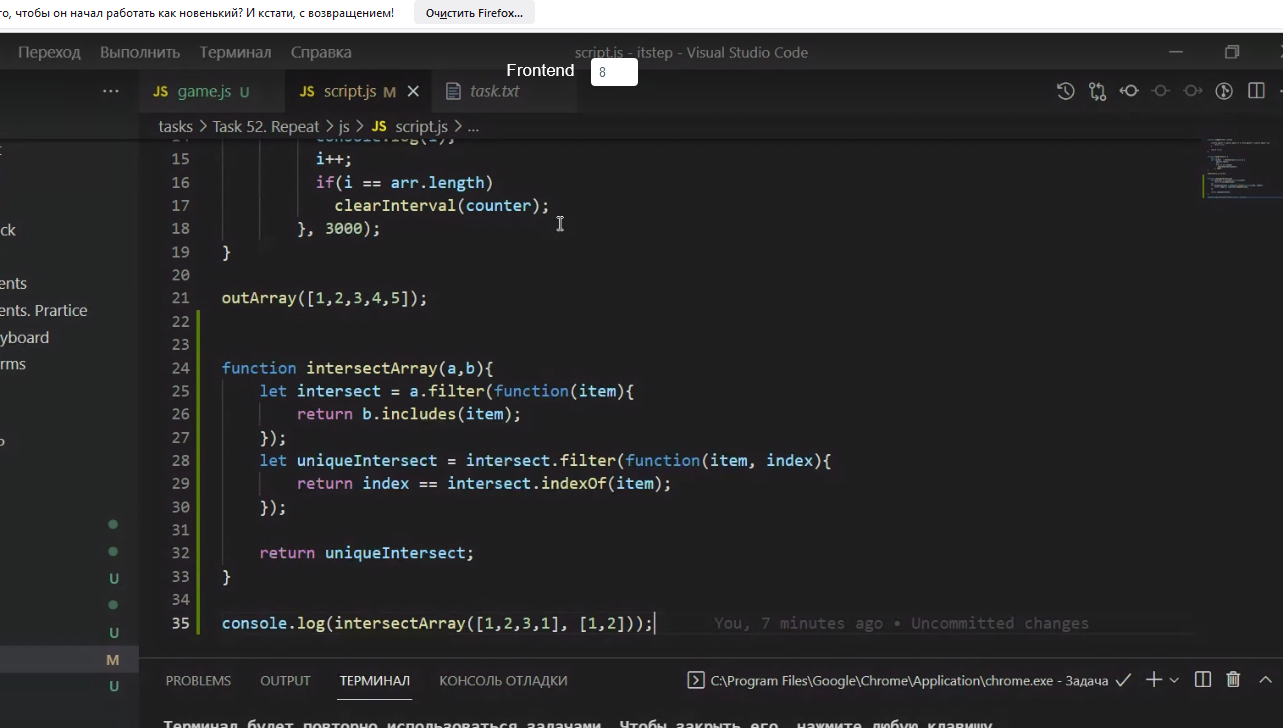 го, чтобы он начал работать как новенький? И кстати, с возвращением! Очистить Firefox...
Переход Выполнить Терминал Справка script.js - itstep - Visual Studio Code
Frontend 8
JS game.js U JS script.js M task.txt
tasks > Task 52. Repeat > js > JS script.js > ...
14 console.log(i);
15 i++;
16 if(i == arr.length)
17 clearInterval(counter);
18 }, 3000);
19 }
20
21 outArray([1,2,3,4,5]);
22
23
24 function intersectArray(a,b){
25 let intersect = a.filter(function(item){
26 return b.includes(item);
27 });
28 let uniqueIntersect = intersect.filter(function(item, index){
29 return index == intersect.indexOf(item);
30 });
31
32 return uniqueIntersect;
33 }
34
35 console.log(intersectArray([1,2,3,1], [1,2])); You, 7 minutes ago • Uncommitted changes
ck
ents
ents. Prartice
yboard
rms
U
U
M
U
PROBLEMS OUTPUT ТЕРМИНАЛ КОНСОЛЬ ОТЛАДКИ C:\Program Files\Google\Chrome\Application\chrome.exe - Задача
Терминал будет повторно использоваться задачами. Чтобы закрыть его, нажмите любую клавишу.